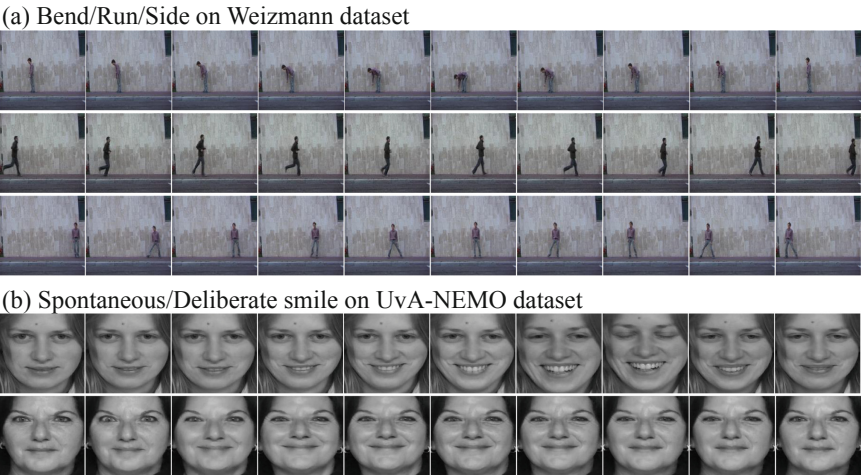 (a) Bend/Run/Side on Weizmann dataset
(b) Spontaneous/Deliberate smile on UvA-NEMO dataset